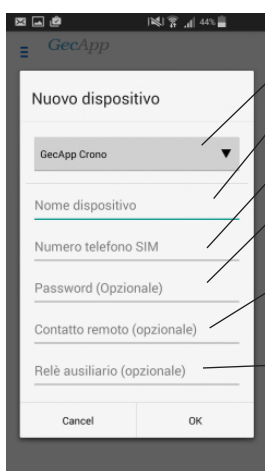 44%
GecApp
Nuovo dispositivo
GecApp Crono
Nome dispositivo
Numero telefono SIM
Password (Opzionale)
Contatto remoto (opzionale)
Relè ausiliario (opzionale)
Cancel OK